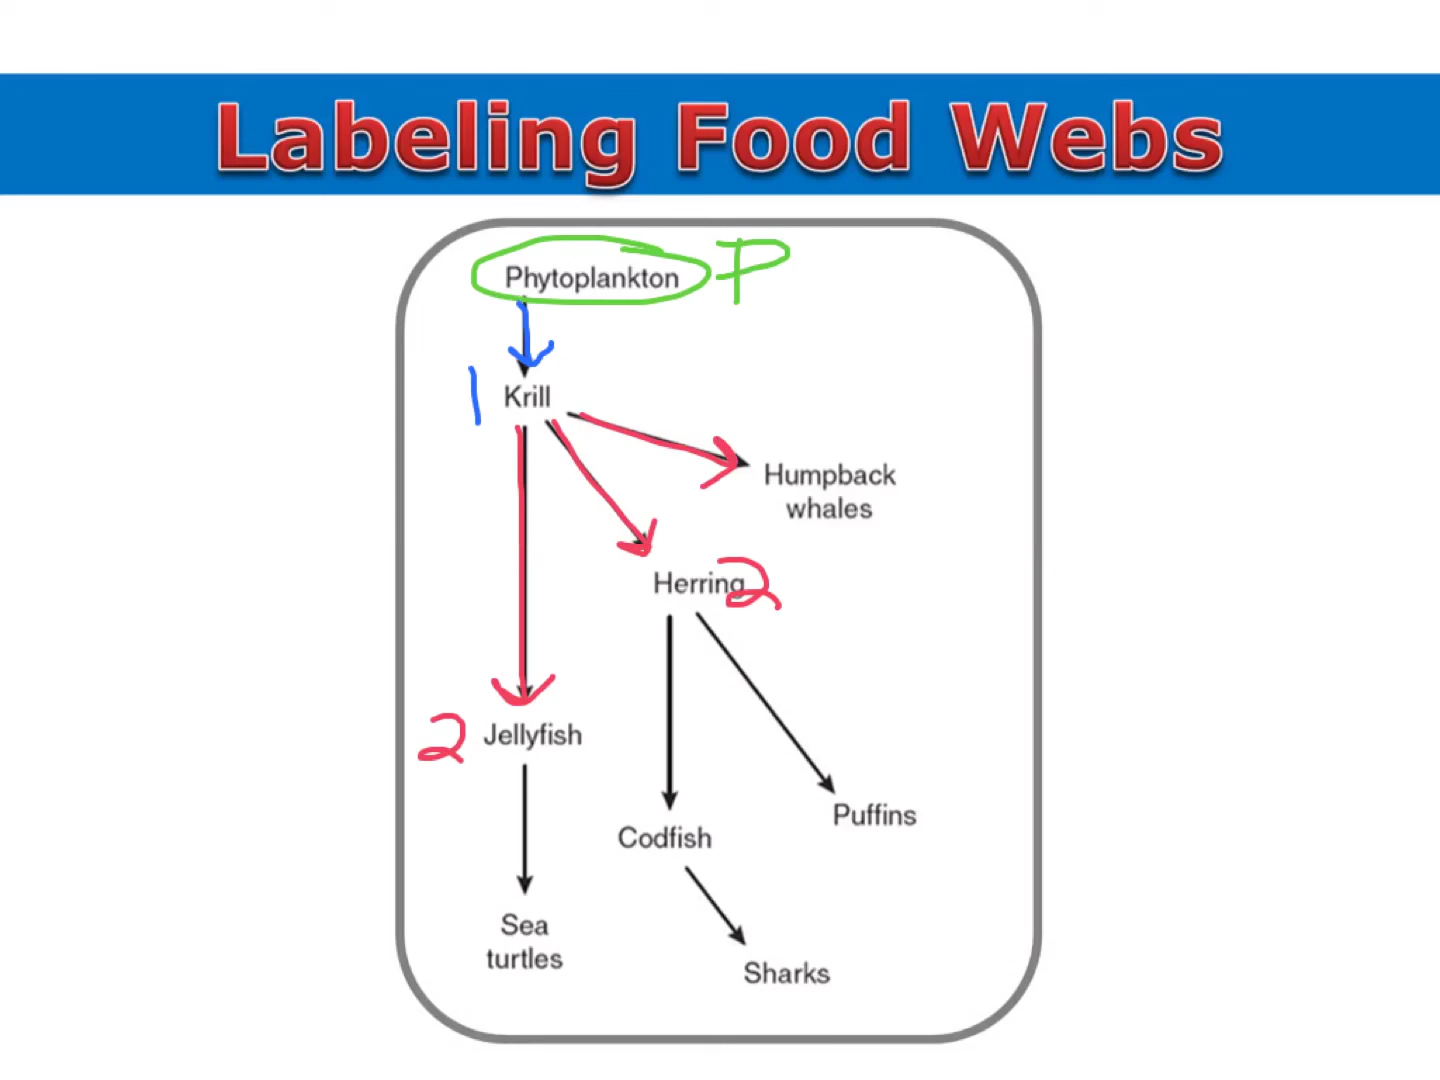 Labeling Food Webs
Phytoplankton P
1 Krill
Humpback
whales
Herring 2
2 Jellyfish
Puffins
Codfish
Sea
turtles
Sharks